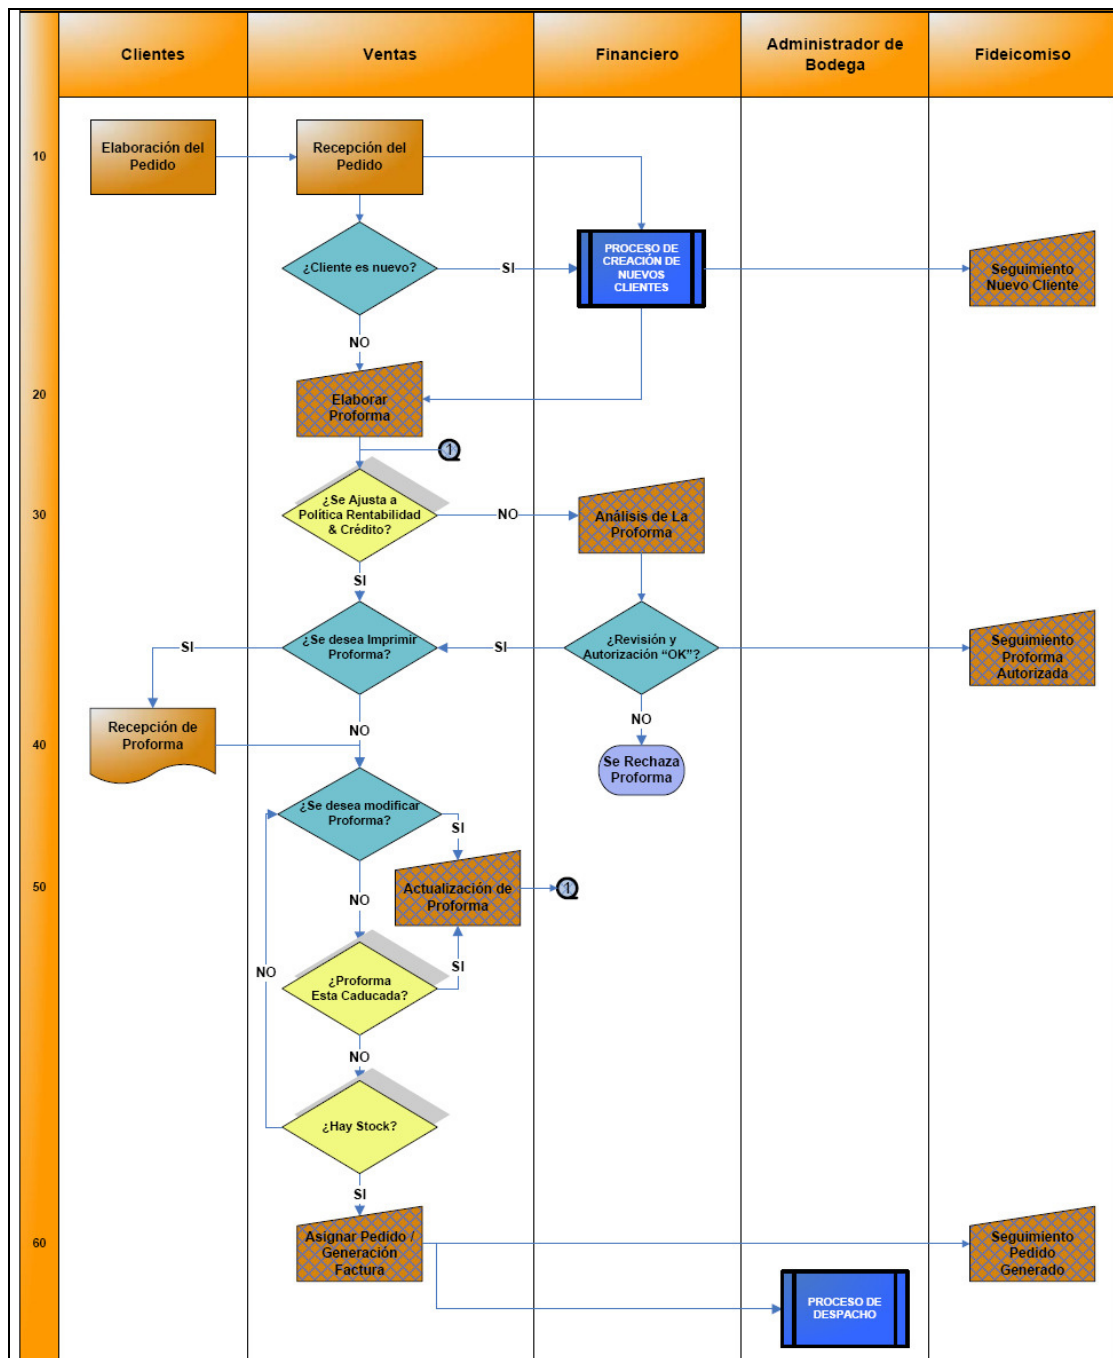 Clientes
Ventas
Financiero
Administrador de
Bodega
Fideicomiso
10
Elaboración del
Pedido
Recepción del
Pedido
¿Cliente es nuevo?
SI
PROCESO DE
CREACIÓN DE
NUEVOS
CLIENTES
Seguimiento
Nuevo Cliente
NO
20
Elaborar
Proforma
1
30
¿Se Ajusta a
Política Rentabilidad
& Crédito?
NO
Análisis de La
Proforma
SI
SI
¿Se desea Imprimir
Proforma?
SI
¿Revisión y
Autorización “OK”?
Seguimiento
Proforma
Autorizada
NO
NO
40
Recepción de
Proforma
Se Rechaza
Proforma
¿Se desea modificar
Proforma?
SI
50
NO
Actualización de
Proforma
1
NO
¿Proforma
Esta Caducada?
SI
NO
¿Hay Stock?
SI
60
Asignar Pedido /
Generación
Factura
Seguimiento
Pedido
Generado
PROCESO DE
DESPACHO